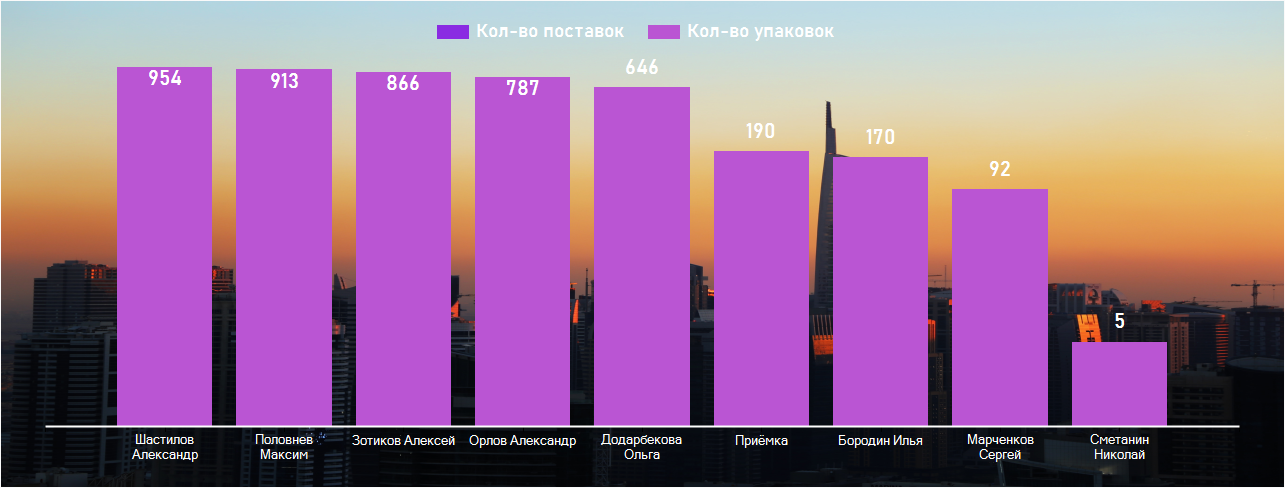 Кол-во поставок Кол-во упаковок
954 913 866 787 646 190 170 92 5
Шастилов Половнев Зотиков Алексей Орлов Александр Додарбекова Приёмка Бородин Илья Марченков Сметанин
Александр Максим Ольга Сергей Николай